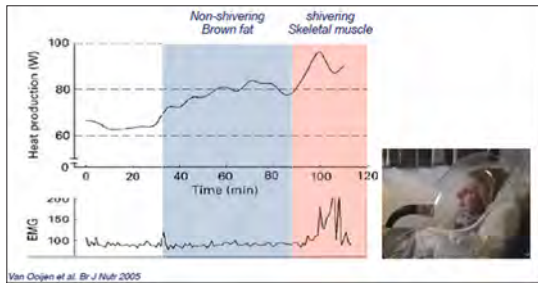 Non-shivering
Brown fat
shivering
Skeletal muscle
Heat production (W)
100
80
60
0
0 20 40 60 80 100 120
Time (min)
EMG
200
150
100
Van Ooijen et al. Br J Nutr 2005